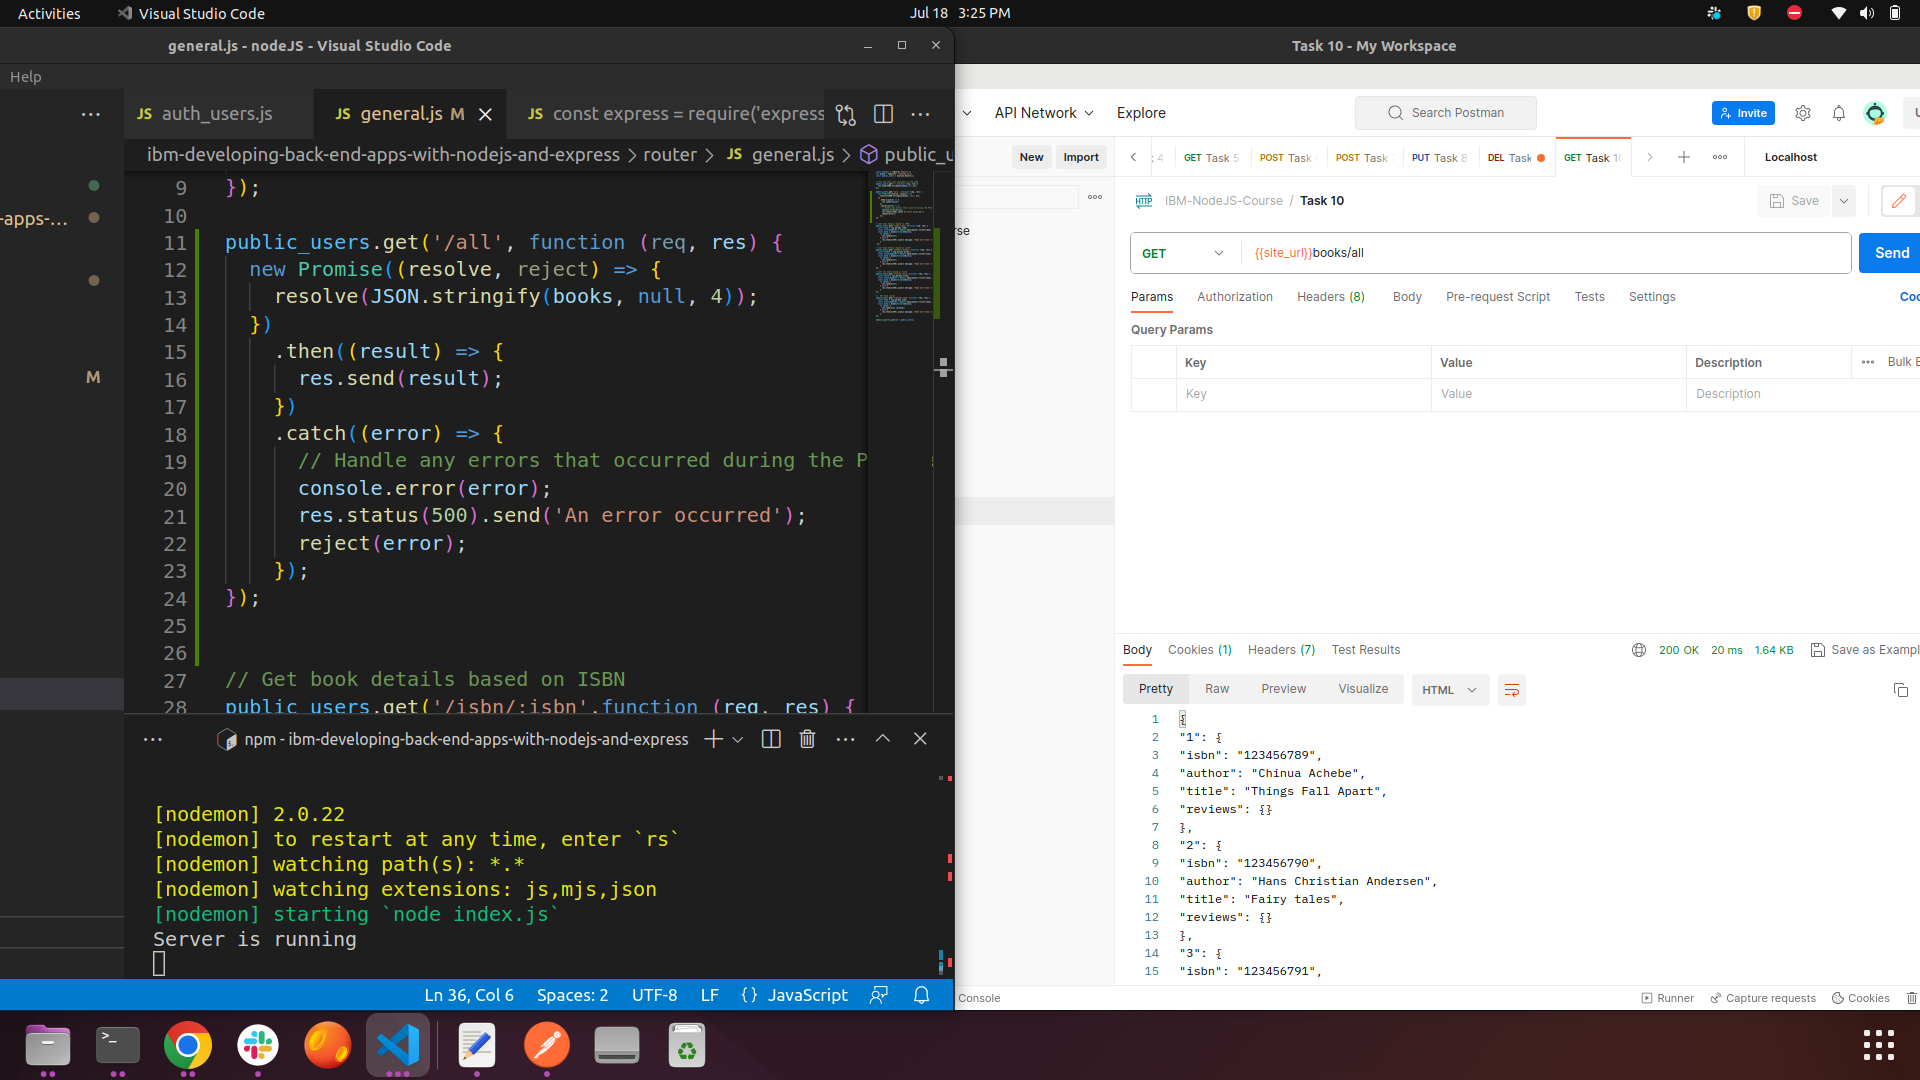 Activities
Visual Studio Code
Jul 18 3:25 PM
general.js - nodeJS - Visual Studio Code
Task 10 - My Workspace
Help
JS auth_users.js
JS general.js M
JS const express = require('express
ibm-developing-back-end-apps-with-nodejs-and-express > router > JS general.js > public_u
-apps-...
M
9 });
10
11 public_users.get('/all', function (req, res) {
12 new Promise((resolve, reject) => {
13 resolve(JSON.stringify(books, null, 4));
14 })
15 .then((result) => {
16 res.send(result);
17 })
18 .catch((error) => {
19 // Handle any errors that occurred during the P
20 console.error(error);
21 res.status(500).send('An error occurred');
22 reject(error);
23 });
24 });
25
26
27 // Get book details based on ISBN
28 public_users.get('/isbn/:isbn',function (req, res) {
npm - ibm-developing-back-end-apps-with-nodejs-and-express
[nodemon] 2.0.22
[nodemon] to restart at any time, enter `rs`
[nodemon] watching path(s): *.*
[nodemon] watching extensions: js,mjs,json
[nodemon] starting `node index.js`
Server is running
Ln 36, Col 6
Spaces: 2
UTF-8
LF
{} JavaScript
API Network
Explore
Search Postman
Invite
U
New
Import
4
GET Task 5
POST Task
POST Task
PUT Task 8
DEL Task
GET Task 1
Localhost
rse
HTTP
IBM-NodeJS-Course / Task 10
Save
GET
{{site_url}}books/all
Send
Params
Authorization
Headers (8)
Body
Pre-request Script
Tests
Settings
Coo
Query Params
Key
Value
Description
Bulk E
Key
Value
Description
Body
Cookies (1)
Headers (7)
Test Results
200 OK
20 ms
1.64 KB
Save as Exampl
Pretty
Raw
Preview
Visualize
HTML
1 {
2 "1": {
3 "isbn": "123456789",
4 "author": "Chinua Achebe",
5 "title": "Things Fall Apart",
6 "reviews": {}
7 },
8 "2": {
9 "isbn": "123456790",
10 "author": "Hans Christian Andersen",
11 "title": "Fairy tales",
12 "reviews": {}
13 },
14 "3": {
15 "isbn": "123456791",
Console
Runner
Capture requests
Cookies